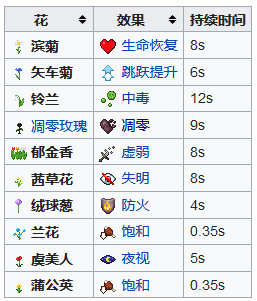 花 效果 持续时间
滨菊 生命恢复 8s
矢车菊 跳跃提升 6s
铃兰 中毒 12s
凋零玫瑰 凋零 9s
郁金香 虚弱 8s
茜草花 失明 8s
绒球葱 防火 4s
兰花 饱和 0.35s
虞美人 夜视 5s
蒲公英 饱和 0.35s